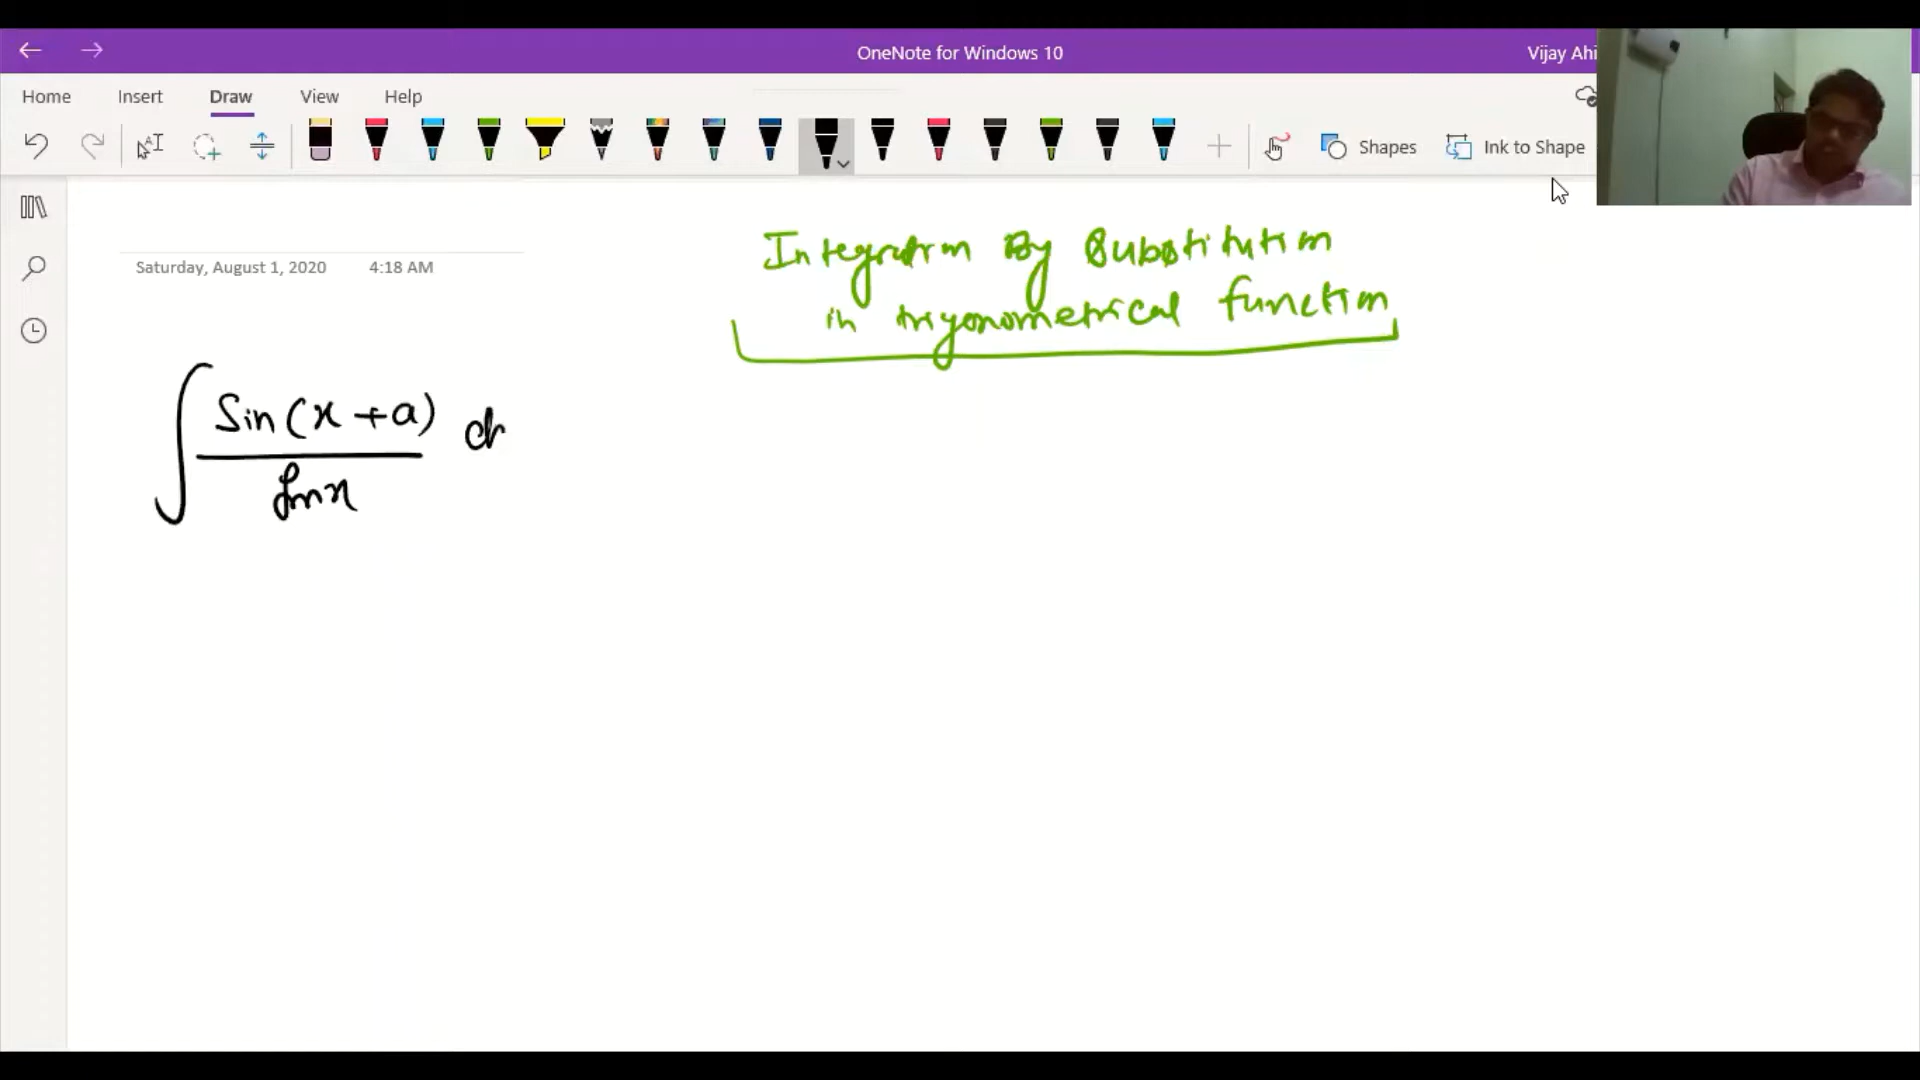 OneNote for Windows 10
Vijay Ahi
Home Insert Draw View Help
Shapes Ink to Shape
Integration By Substitution
in trigonometrical function
Saturday, August 1, 2020 4:18 AM
∫ Sin(x+a) dx
Sinx